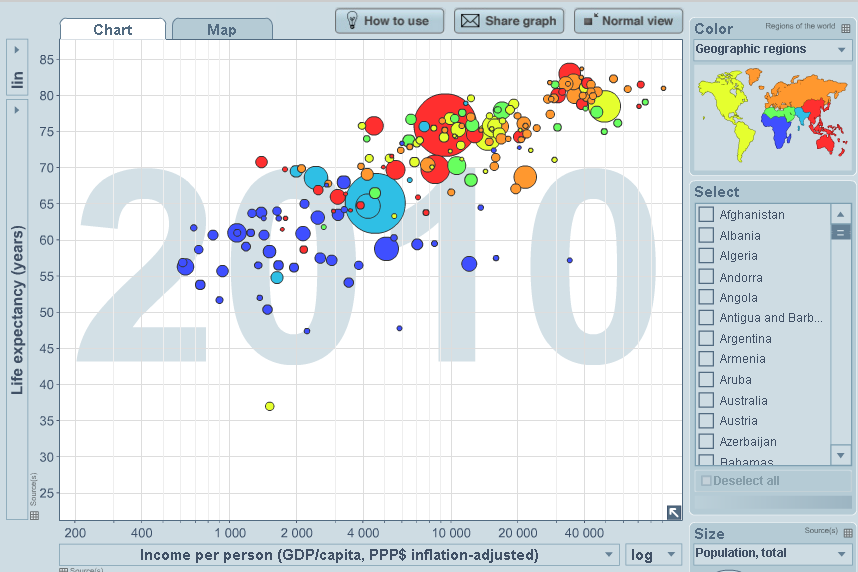 Chart
Map
How to use
Share graph
Normal view
Color
Regions of the world
Geographic regions
lin
Life expectancy (years)
Source(s)
85
80
75
70
65
60
55
50
45
40
35
30
25
2010
200
400
1 000
2 000
4 000
10 000
20 000
40 000
Income per person (GDP/capita, PPP$ inflation-adjusted)
log
Source(s)
Select
Afghanistan
Albania
Algeria
Andorra
Angola
Antigua and Barb...
Argentina
Armenia
Aruba
Australia
Austria
Azerbaijan
Bahamas
Deselect all
Size
Source(s)
Population, total